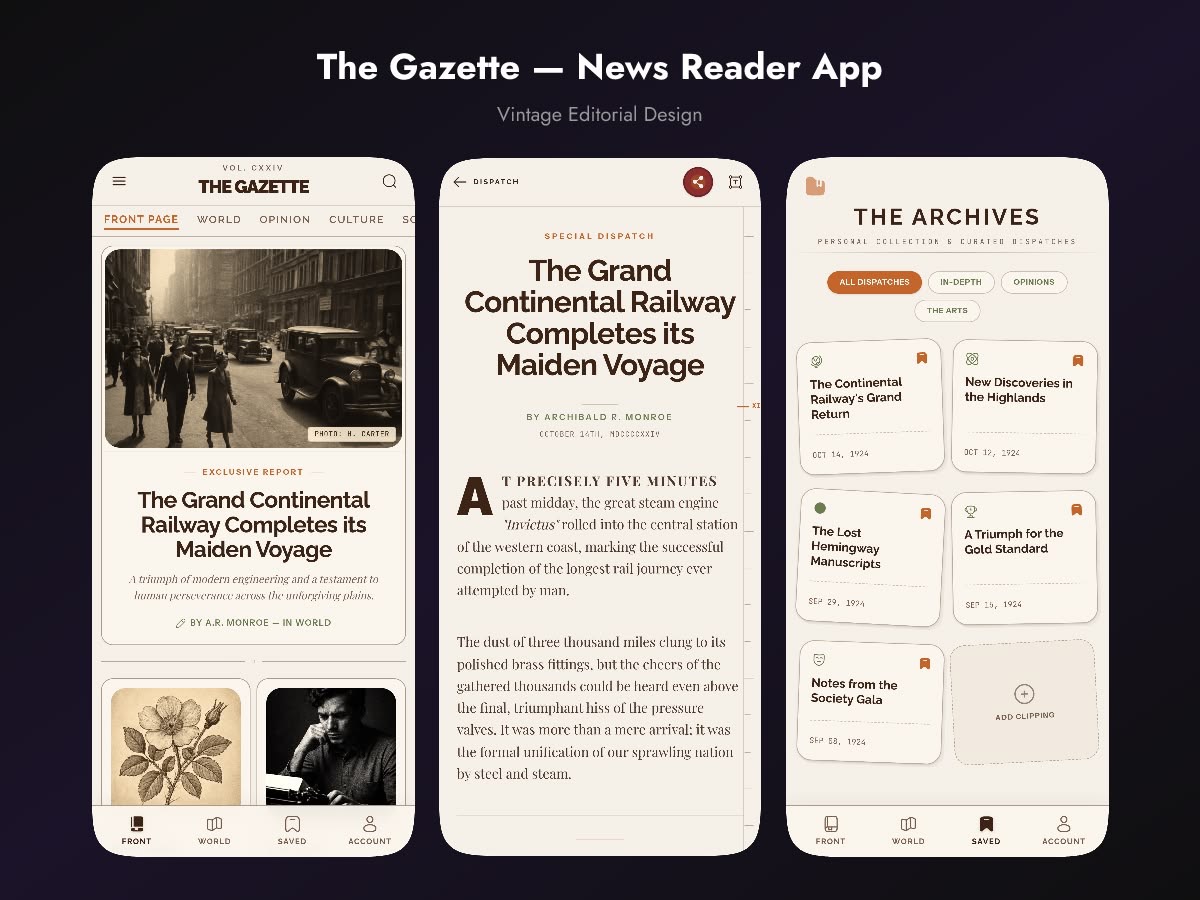 The Gazette — News Reader App
Vintage Editorial Design
VOL. CXXIV
THE GAZETTE
FRONT PAGE WORLD OPINION CULTURE SC
PHOTO: H. CARTER
EXCLUSIVE REPORT
The Grand Continental
Railway Completes its
Maiden Voyage
A triumph of modern engineering and a testament to
human perseverance across the unforgiving plains.
BY A.R. MONROE — IN WORLD
FRONT WORLD SAVED ACCOUNT
DISPATCH
SPECIAL DISPATCH
The Grand
Continental Railway
Completes its
Maiden Voyage
XI
BY ARCHIBALD R. MONROE
OCTOBER 14TH, MDCCCCXXIV
AT PRECISELY FIVE MINUTES
past midday, the great steam engine
"Invictus" rolled into the central station
of the western coast, marking the successful
completion of the longest rail journey ever
attempted by man.
The dust of three thousand miles clung to its
polished brass fittings, but the cheers of the
gathered thousands could be heard even above
the final, triumphant hiss of the pressure
valves. It was more than a mere arrival; it was
the formal unification of our sprawling nation
by steel and steam.
THE ARCHIVES
PERSONAL COLLECTION & CURATED DISPATCHES
ALL DISPATCHES IN-DEPTH OPINIONS
THE ARTS
The Continental
Railway's Grand
Return
OCT 14, 1924
New Discoveries in
the Highlands
OCT 12, 1924
The Lost
Hemingway
Manuscripts
SEP 29, 1924
A Triumph for the
Gold Standard
SEP 15, 1924
Notes from the
Society Gala
SEP 08, 1924
ADD CLIPPING
FRONT WORLD SAVED ACCOUNT